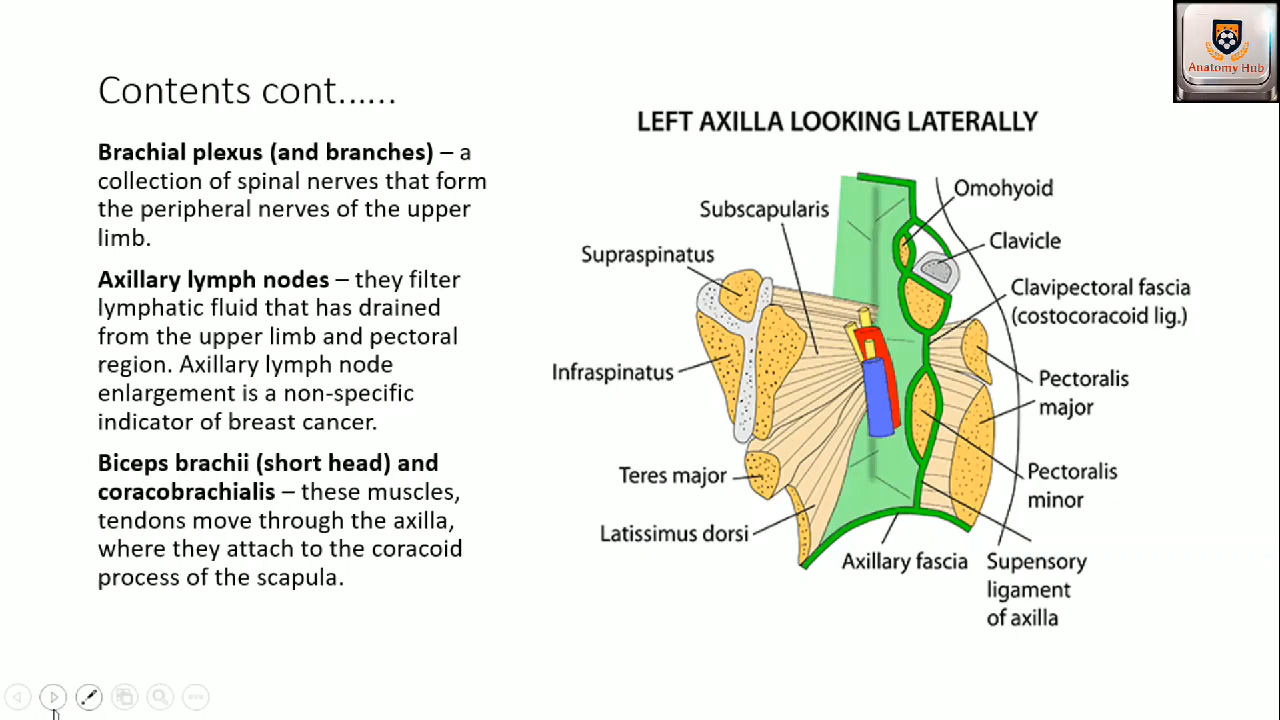 Anatomy Hub
Contents cont......
Brachial plexus (and branches) – a
collection of spinal nerves that form
the peripheral nerves of the upper
limb.
Axillary lymph nodes – they filter
lymphatic fluid that has drained
from the upper limb and pectoral
region. Axillary lymph node
enlargement is a non-specific
indicator of breast cancer.
Biceps brachii (short head) and
coracobrachialis – these muscles,
tendons move through the axilla,
where they attach to the coracoid
process of the scapula.
LEFT AXILLA LOOKING LATERALLY
Omohyoid
Subscapularis
Clavicle
Supraspinatus
Clavipectoral fascia
(costocoracoid lig.)
Infraspinatus
Pectoralis
major
Teres major
Pectoralis
minor
Latissimus dorsi
Axillary fascia
Supensory
ligament
of axilla